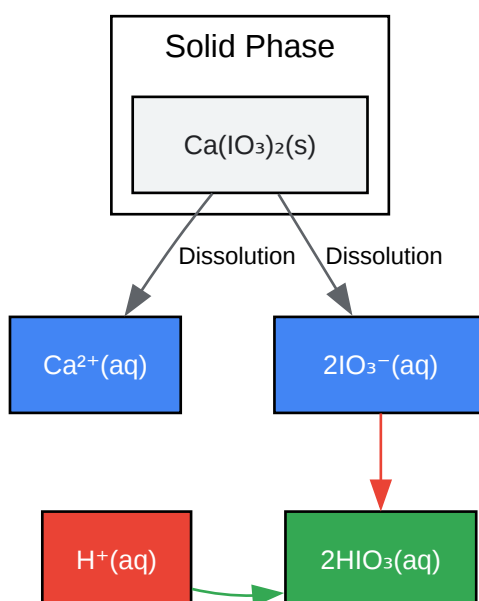 Solid Phase
Ca(IO₃)₂(s)
Dissolution
Dissolution
Ca²⁺(aq)
2IO₃⁻(aq)
H⁺(aq)
2HIO₃(aq)